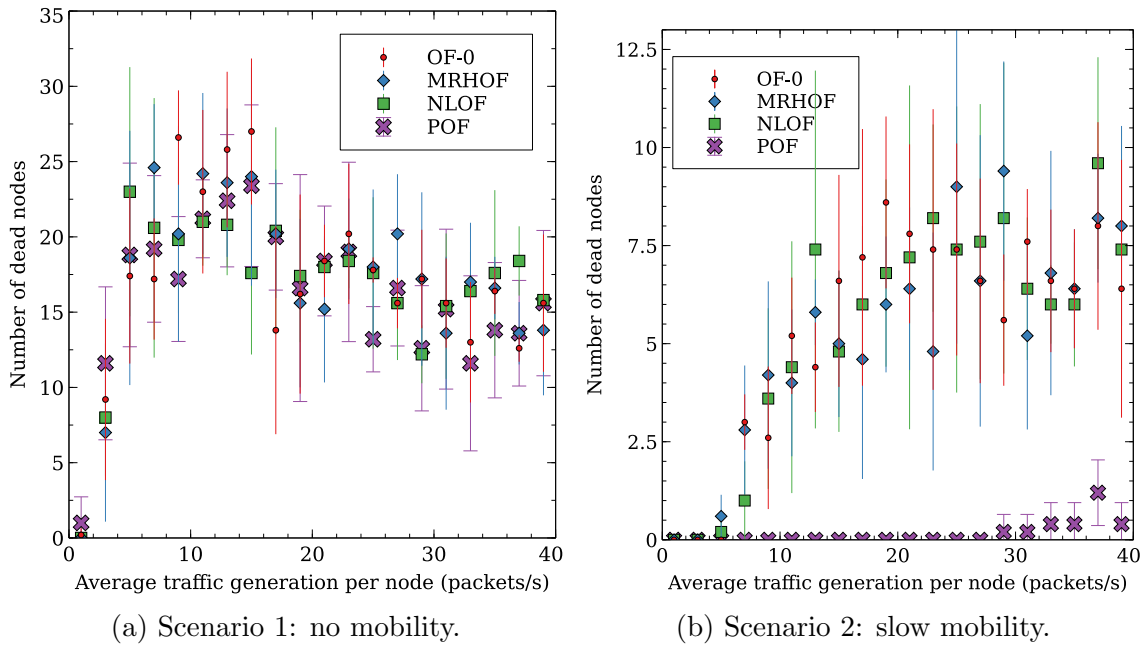 35
30
25
20
15
10
5
0
0
10
20
30
40
Number of dead nodes
Average traffic generation per node (packets/s)
OF-0
MRHOF
NLOF
POF
(a) Scenario 1: no mobility.
12.5
10
7.5
5
2.5
0
0
10
20
30
40
Number of dead nodes
Average traffic generation per node (packets/s)
OF-0
MRHOF
NLOF
POF
(b) Scenario 2: slow mobility.